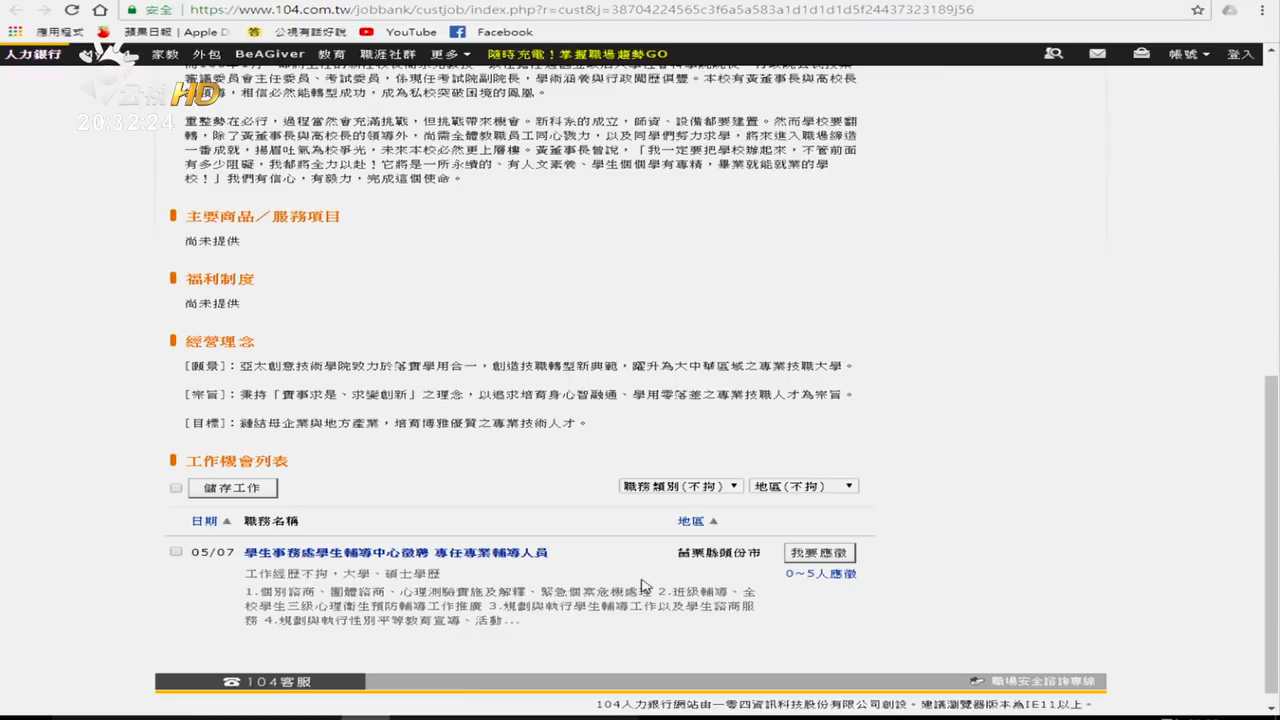 安全 https://www.104.com.tw/jobbank/custjob/index.php?r=cust&j=38704224565c3f6a5a583a1d1d1d1d5f2443a7323189j56
應用程式 蘋果日報 | Apple D 答 公視有話好說 YouTube Facebook
人力銀行 家教 外包 BeAGiver 教育 職涯社群 更多 隨時充電！掌握職場趨勢GO 帳號 登入
審議委員會主任委員、考試院副院長，學術涵養與行政閱歷俱豐。本校有黃董事長與高校長
，相信必然能轉型成功，成為私校突破困境的鳳凰。
公視HD
20:32:24
重整勢在必行，過程當然會充滿挑戰，但挑戰帶來機會。新科系的成立，師資、設備都要建置。然而學校要翻
轉，除了黃董事長與高校長的領導外，尚需全體教職員工同心戮力，以及同學們努力求學，將來進入職場締造
一番成就，揚眉吐氣為校爭光，未來本校必然更上層樓。黃董事長曾說，「我一定要把學校辦起來，不管前面
有多少阻礙，我都將全力以赴！它將是一所永續的、有人文素養、學生個個學有專精，畢業就能就業的學
校！」我們有信心，有毅力，完成這個使命。
主要商品／服務項目
尚未提供
福利制度
尚未提供
經營理念
[願景]：亞太創意技術學院致力於落實學用合一，創造技職轉型新典範，躍升為大中華區域之專業技職大學。
[宗旨]：秉持「實事求是、求變創新」之理念，以追求培育身心智融通、學用零落差之專業技職人才為宗旨。
[目標]：鏈結母企業與地方產業，培育博雅優質之專業技術人才。
工作機會列表
儲存工作 職務類別(不拘) 地區(不拘)
日期 職務名稱 地區
05/07 學生事務處學生輔導中心徵聘 專任專業輔導人員 苗栗縣頭份市 我要應徵
工作經歷不拘，大學、碩士學歷 0~5人應徵
1.個別諮商、團體諮商、心理測驗實施及解釋、緊急個案危機處理 2.班級輔導、全
校學生三級心理衛生預防輔導工作推廣 3.規劃與執行學生輔導工作以及學生諮商服
務 4.規劃與執行性別平等教育宣導、活動...
104客服 職場安全諮詢專線
104人力銀行網站由一零四資訊科技股份有限公司創設。建議瀏覽器版本為IE11以上。